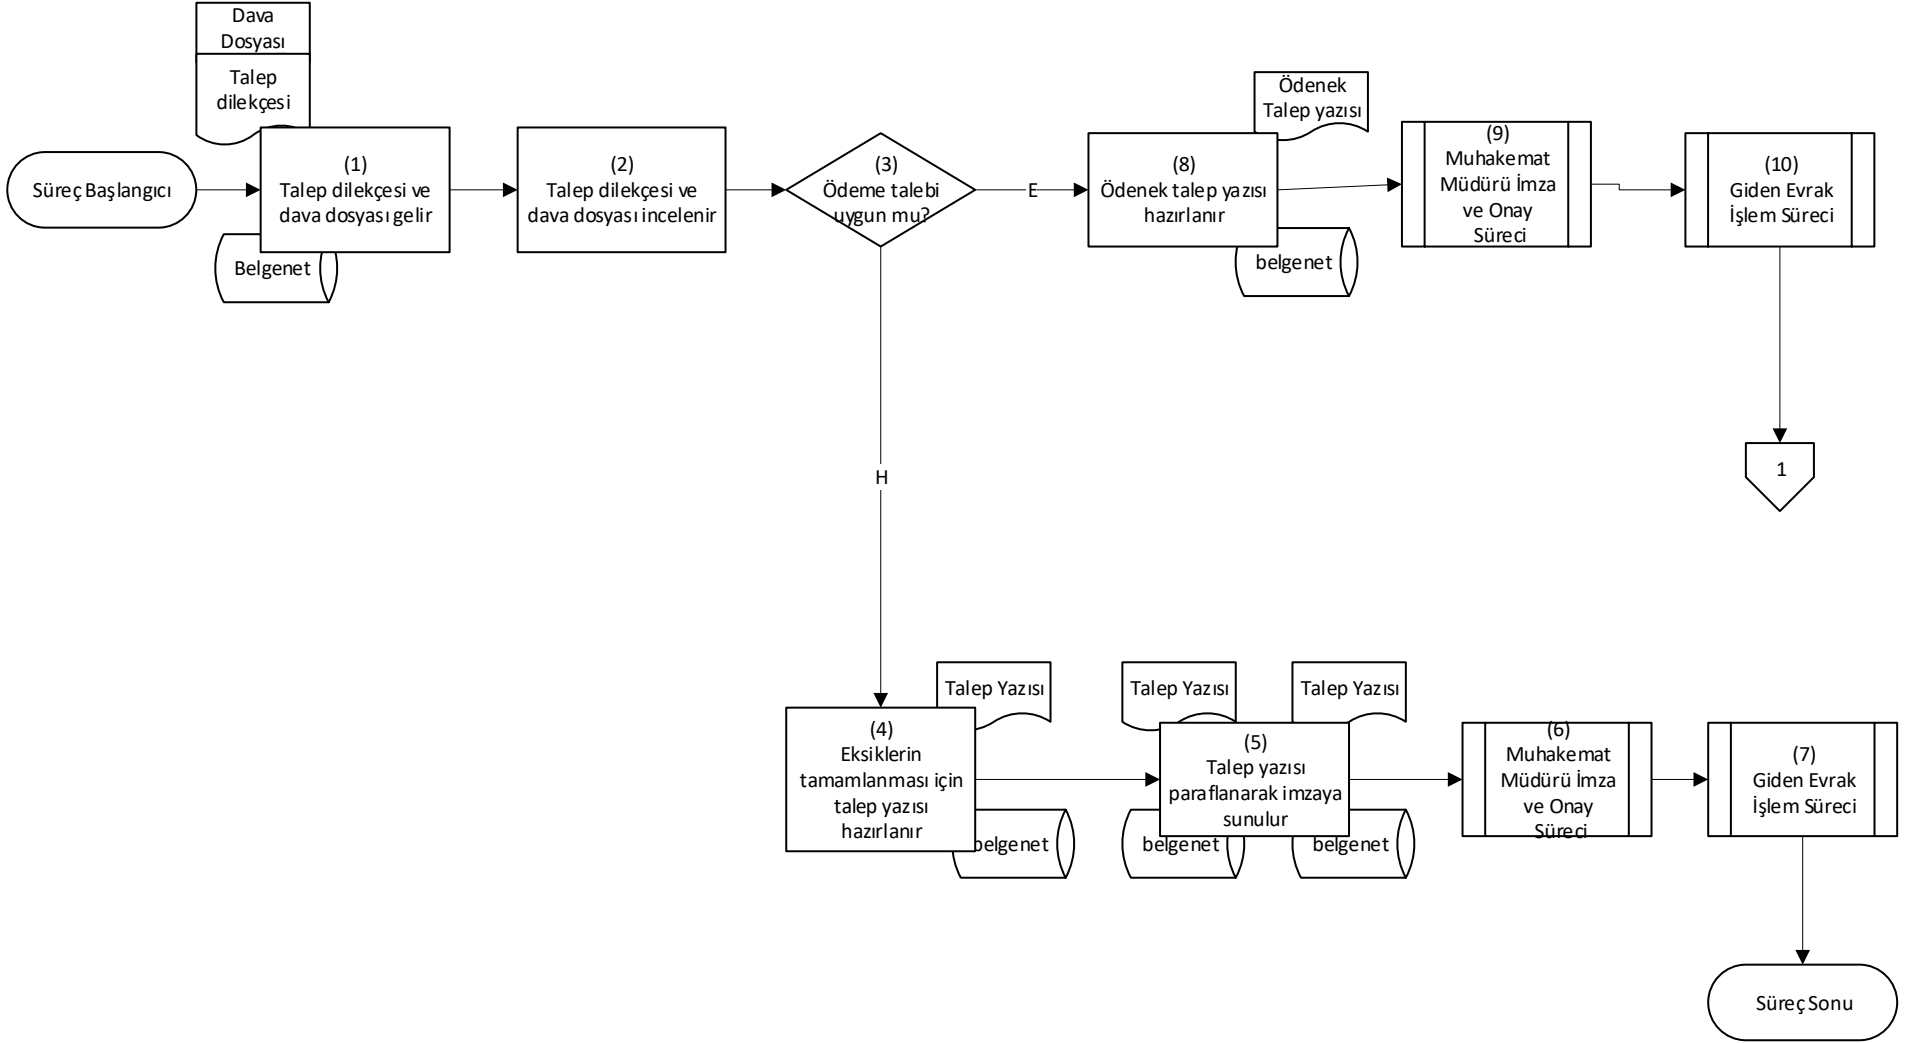 Dava
Dosyası
Talep
dilekçesi
Süreç Başlangıcı
(1)
Talep dilekçesi ve
dava dosyası gelir
Belgenet
(2)
Talep dilekçesi ve
dava dosyası incelenir
(3)
Ödeme talebi
uygun mu?
E
Ödenek
Talep yazısı
(8)
Ödenek talep yazısı
hazırlanır
belgenet
(9)
Muhakemat
Müdürü İmza
ve Onay
Süreci
(10)
Giden Evrak
İşlem Süreci
1
H
Talep Yazısı
(4)
Eksiklerin
tamamlanması için
talep yazısı
hazırlanır
belgenet
Talep Yazısı
Talep Yazısı
(5)
Talep yazısı
paraflanarak imzaya
sunulur
belgenet
belgenet
(6)
Muhakemat
Müdürü İmza
ve Onay
Süreci
(7)
Giden Evrak
İşlem Süreci
Süreç Sonu